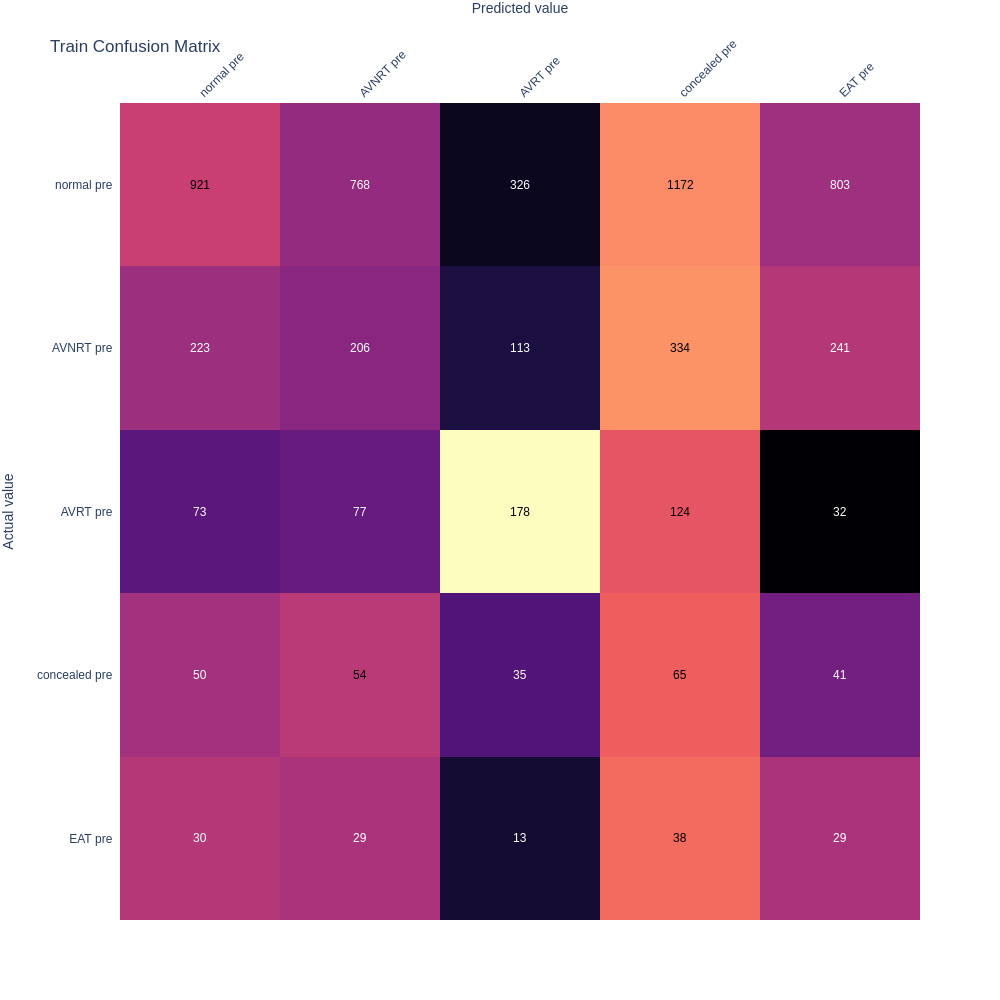 Predicted value
Train Confusion Matrix
normal pre
AVNRT pre
AVRT pre
concealed pre
EAT pre
normal pre
921
768
326
1172
803
AVNRT pre
223
206
113
334
241
Actual value
AVRT pre
73
77
178
124
32
concealed pre
50
54
35
65
41
EAT pre
30
29
13
38
29